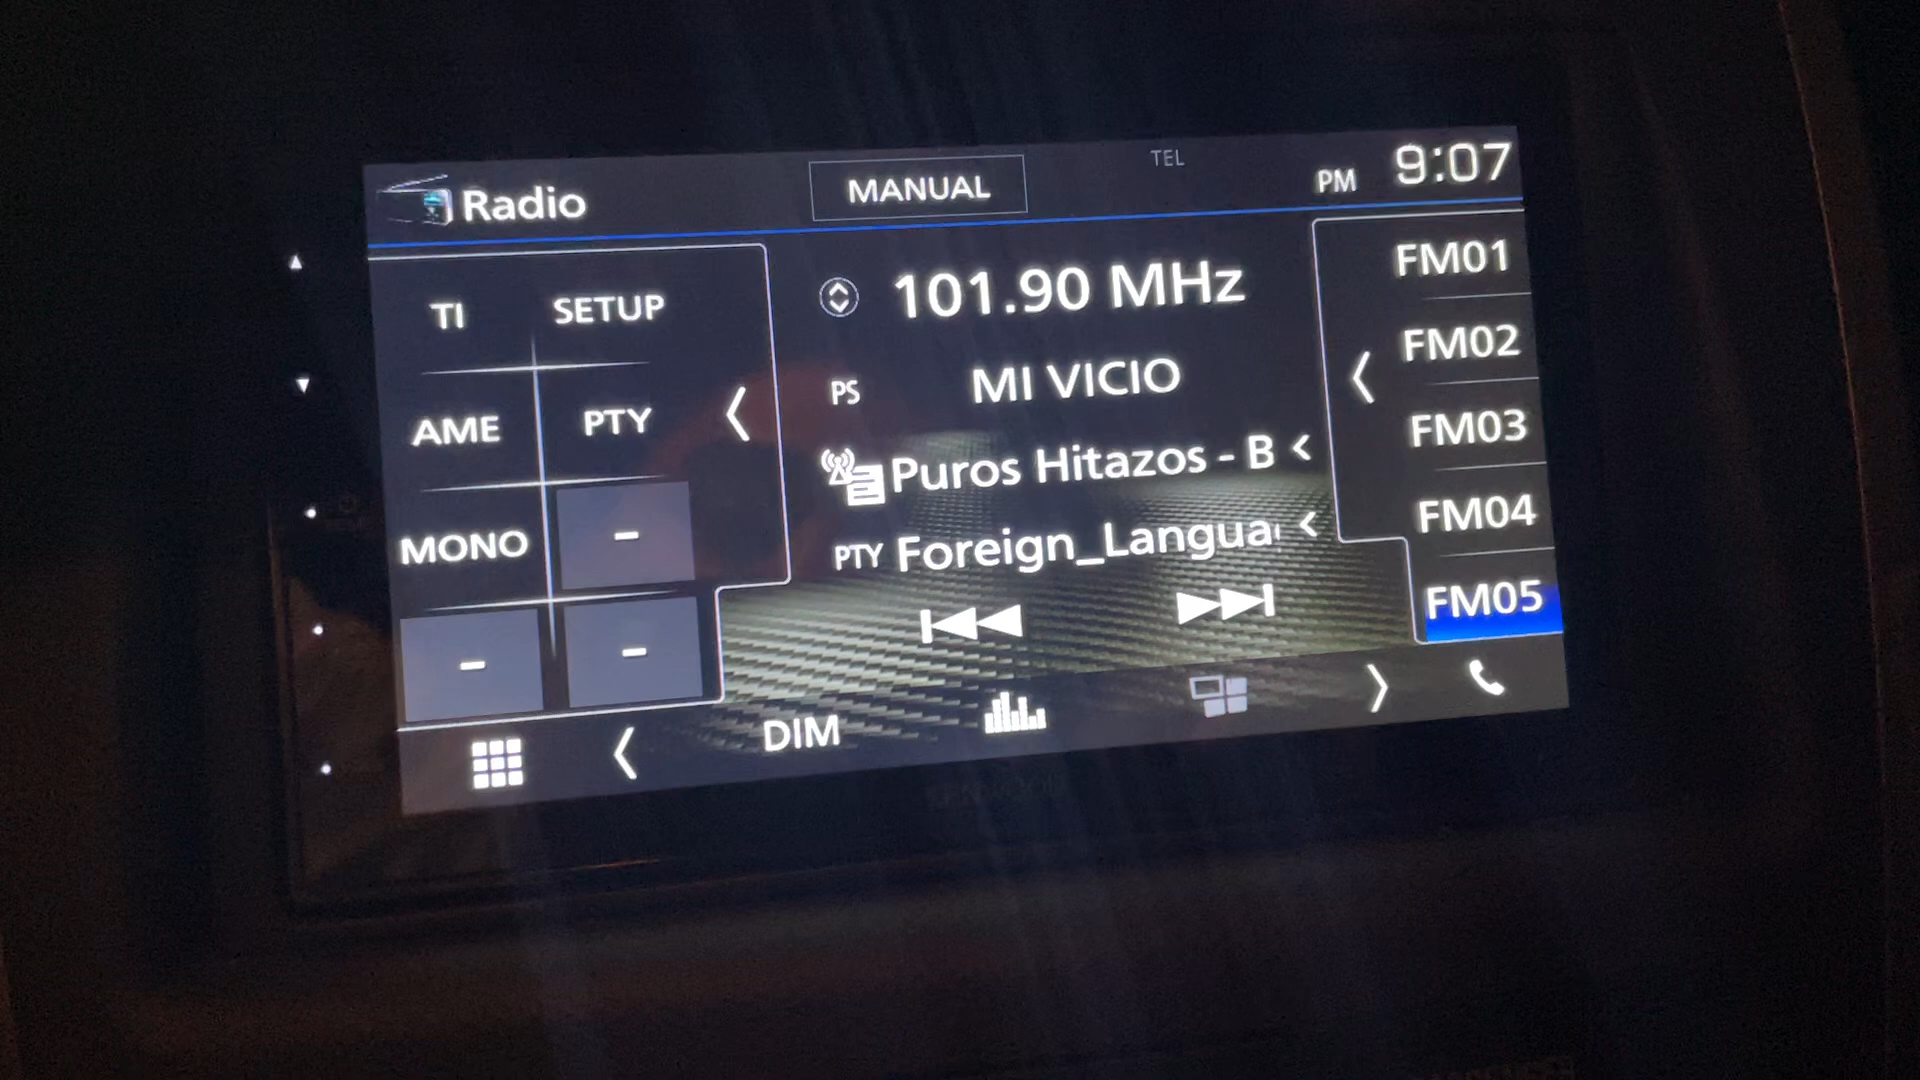 Radio
MANUAL
TEL
PM 9:07
TI SETUP
AME PTY
MONO -
- -
101.90 MHz
PS MI VICIO
Puros Hitazos - B
PTY Foreign_Langua
FM01
FM02
FM03
FM04
FM05
DIM
KENWOOD